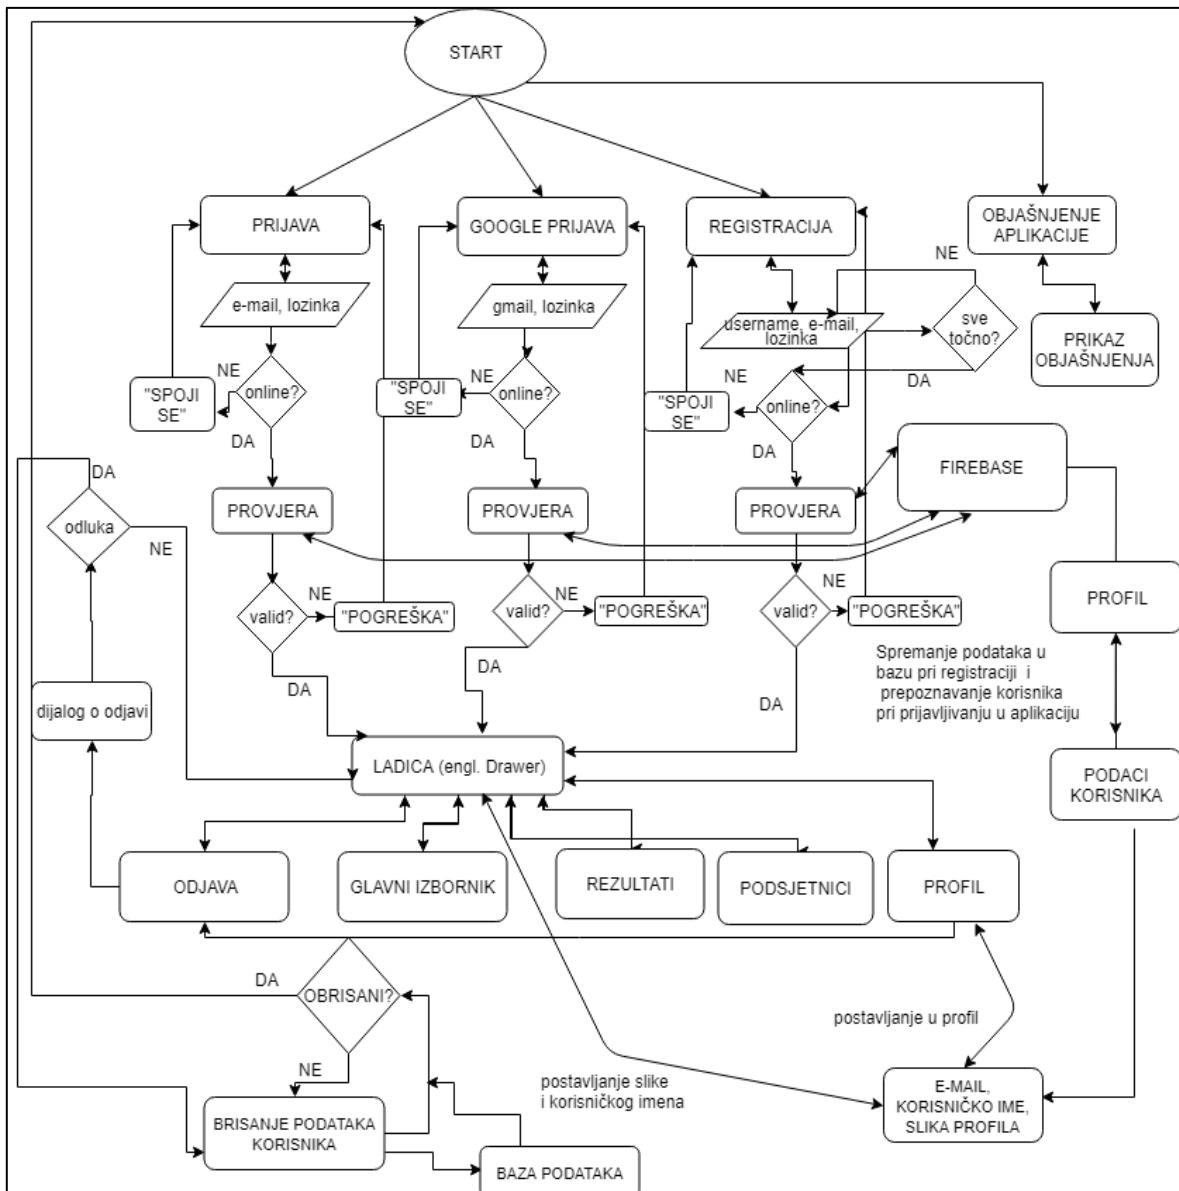 START
PRIJAVA
GOOGLE PRIJAVA
REGISTRACIJA
OBJAŠNJENJE
APLIKACIJE
NE
e-mail, lozinka
gmail, lozinka
username, e-mail,
lozinka
sve
točno?
PRIKAZ
OBJAŠNJENJA
"SPOJI
SE"
NE
online?
"SPOJI
SE"
NE
online?
"SPOJI
SE"
NE
online?
DA
DA
DA
DA
DA
FIREBASE
odluka
NE
PROVJERA
PROVJERA
PROVJERA
valid?
NE
"POGREŠKA"
valid?
NE
"POGREŠKA"
valid?
NE
"POGREŠKA"
PROFIL
Spremanje podataka u
bazu pri registraciji i
prepoznavanje korisnika
pri prijavljivanju u aplikaciju
DA
DA
DA
dijalog o odjavi
LADICA (engl. Drawer)
PODACI
KORISNIKA
ODJAVA
GLAVNI IZBORNIK
REZULTATI
PODSJETNICI
PROFIL
DA
OBRISANI?
NE
postavljanje u profil
postavljanje slike
i korisničkog imena
E-MAIL,
KORISNIČKO IME,
SLIKA PROFILA
BRISANJE PODATAKA
KORISNIKA
BAZA PODATAKA